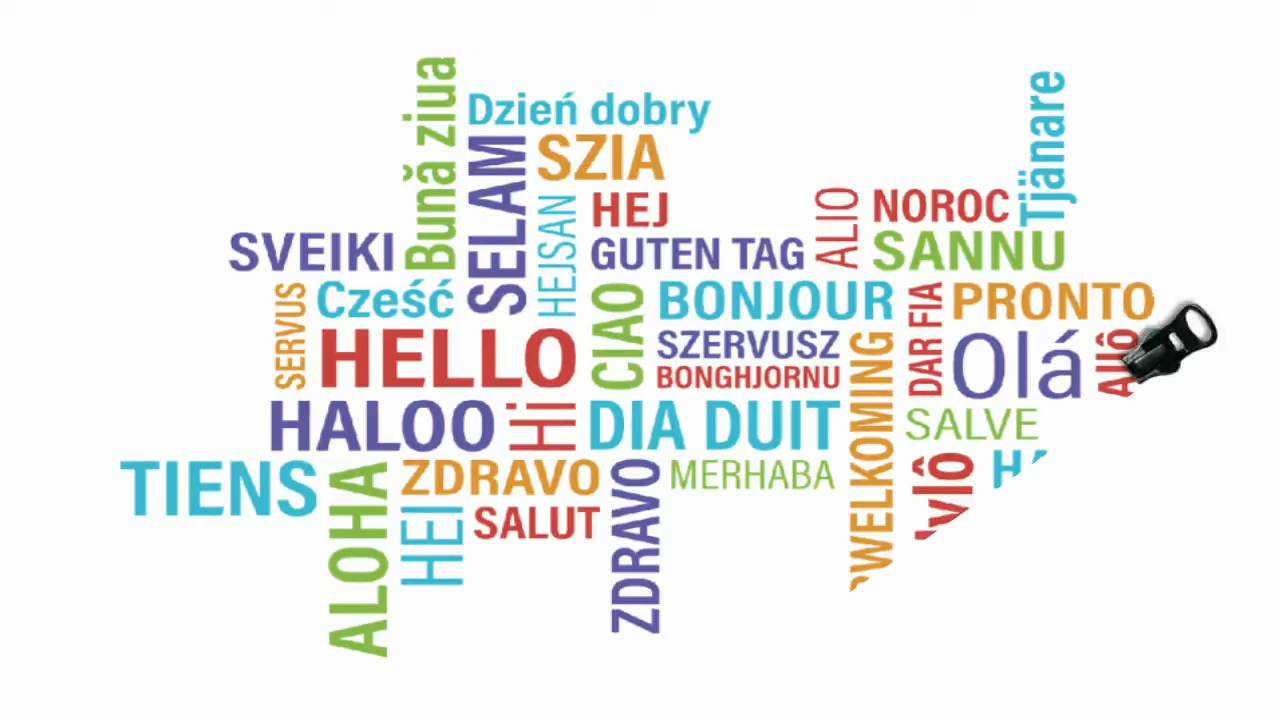 Bună ziua
Dzień dobry
Tjänare
SELAM
SZIA
HEJSAN
HEJ
ALIO
NOROC
SVEIKI
GUTEN TAG
SANNU
SERVUS
Cześć
CIAO
BONJOUR
DAR FIA
PRONTO
HELLO
SZERVUSZ
Olá
Allô
BONGHJORNU
WELKOMING
HALOO
Hi
DIA DUIT
SALVE
TIENS
ALOHA
ZDRAVO
ZDRAVO
MERHABA
HEI
SALUT